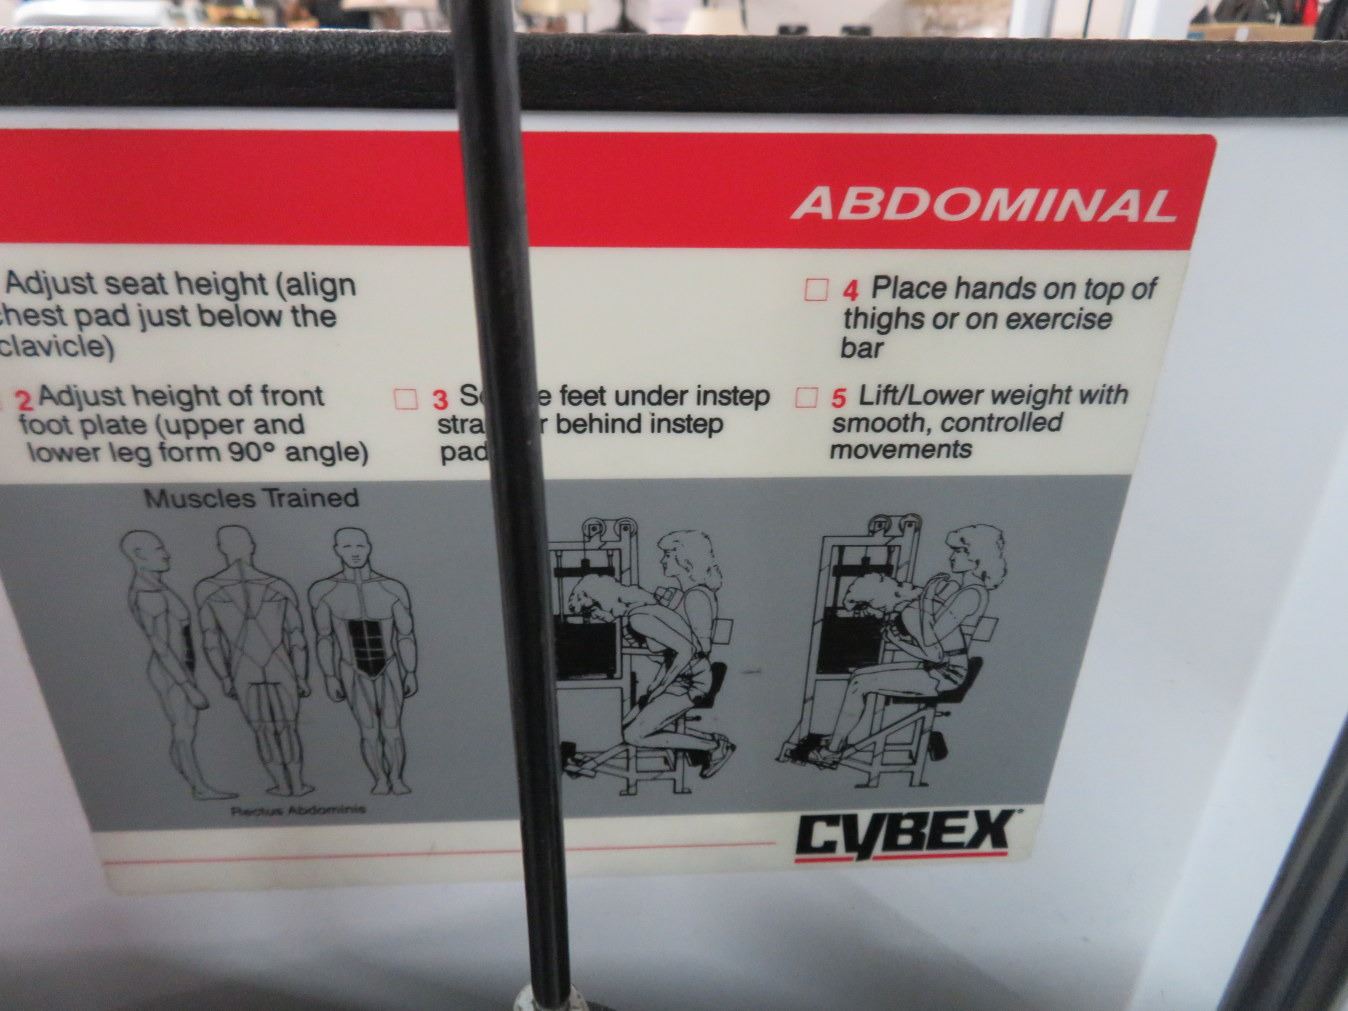 ABDOMINAL
Adjust seat height (align
chest pad just below the
clavicle)
2 Adjust height of front
foot plate (upper and
lower leg form 90° angle)
3 feet under instep
behind instep
4 Place hands on top of
thighs or on exercise
bar
5 Lift/Lower weight with
smooth, controlled
movements
Muscles Trained
Rectus Abdominis
CYBEX